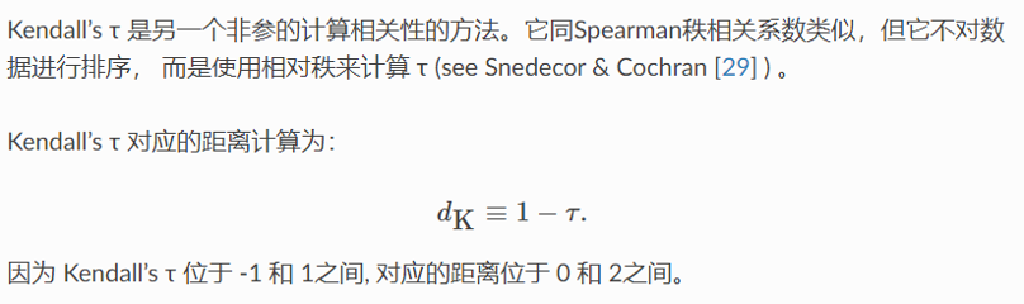 Kendall’s τ 是另一个非参的计算相关性的方法。它同Spearman秩相关系数类似，但它不对数
据进行排序， 而是使用相对秩来计算 τ (see Snedecor & Cochran [29] ) 。
Kendall’s τ 对应的距离计算为：
d_K ≡ 1 − τ.
因为 Kendall’s τ 位于 -1 和 1之间, 对应的距离位于 0 和 2之间。